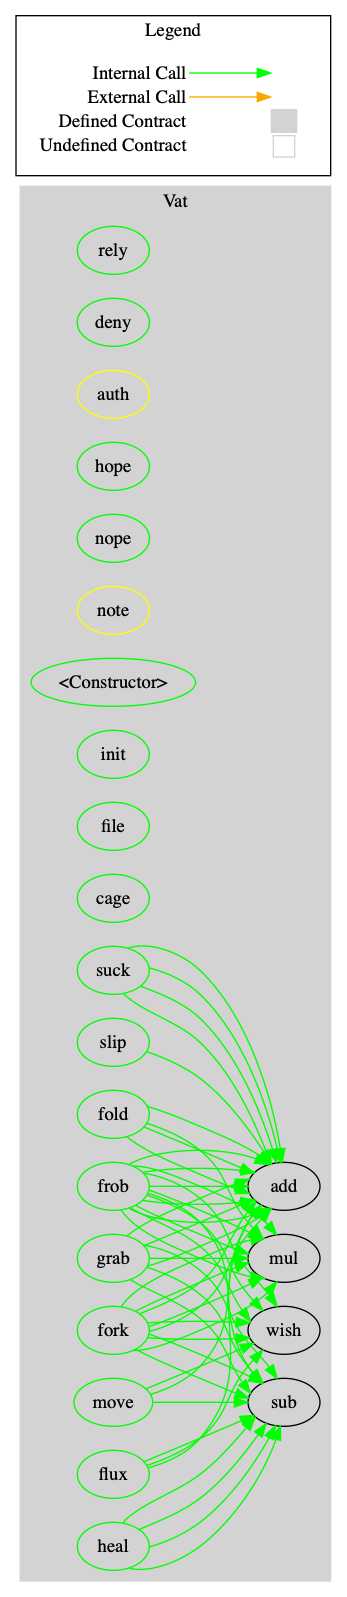 Legend
Internal Call
External Call
Defined Contract
Undefined Contract
Vat
rely
deny
auth
hope
nope
note
<Constructor>
init
file
cage
suck
slip
fold
frob
add
grab
mul
fork
wish
move
sub
flux
heal